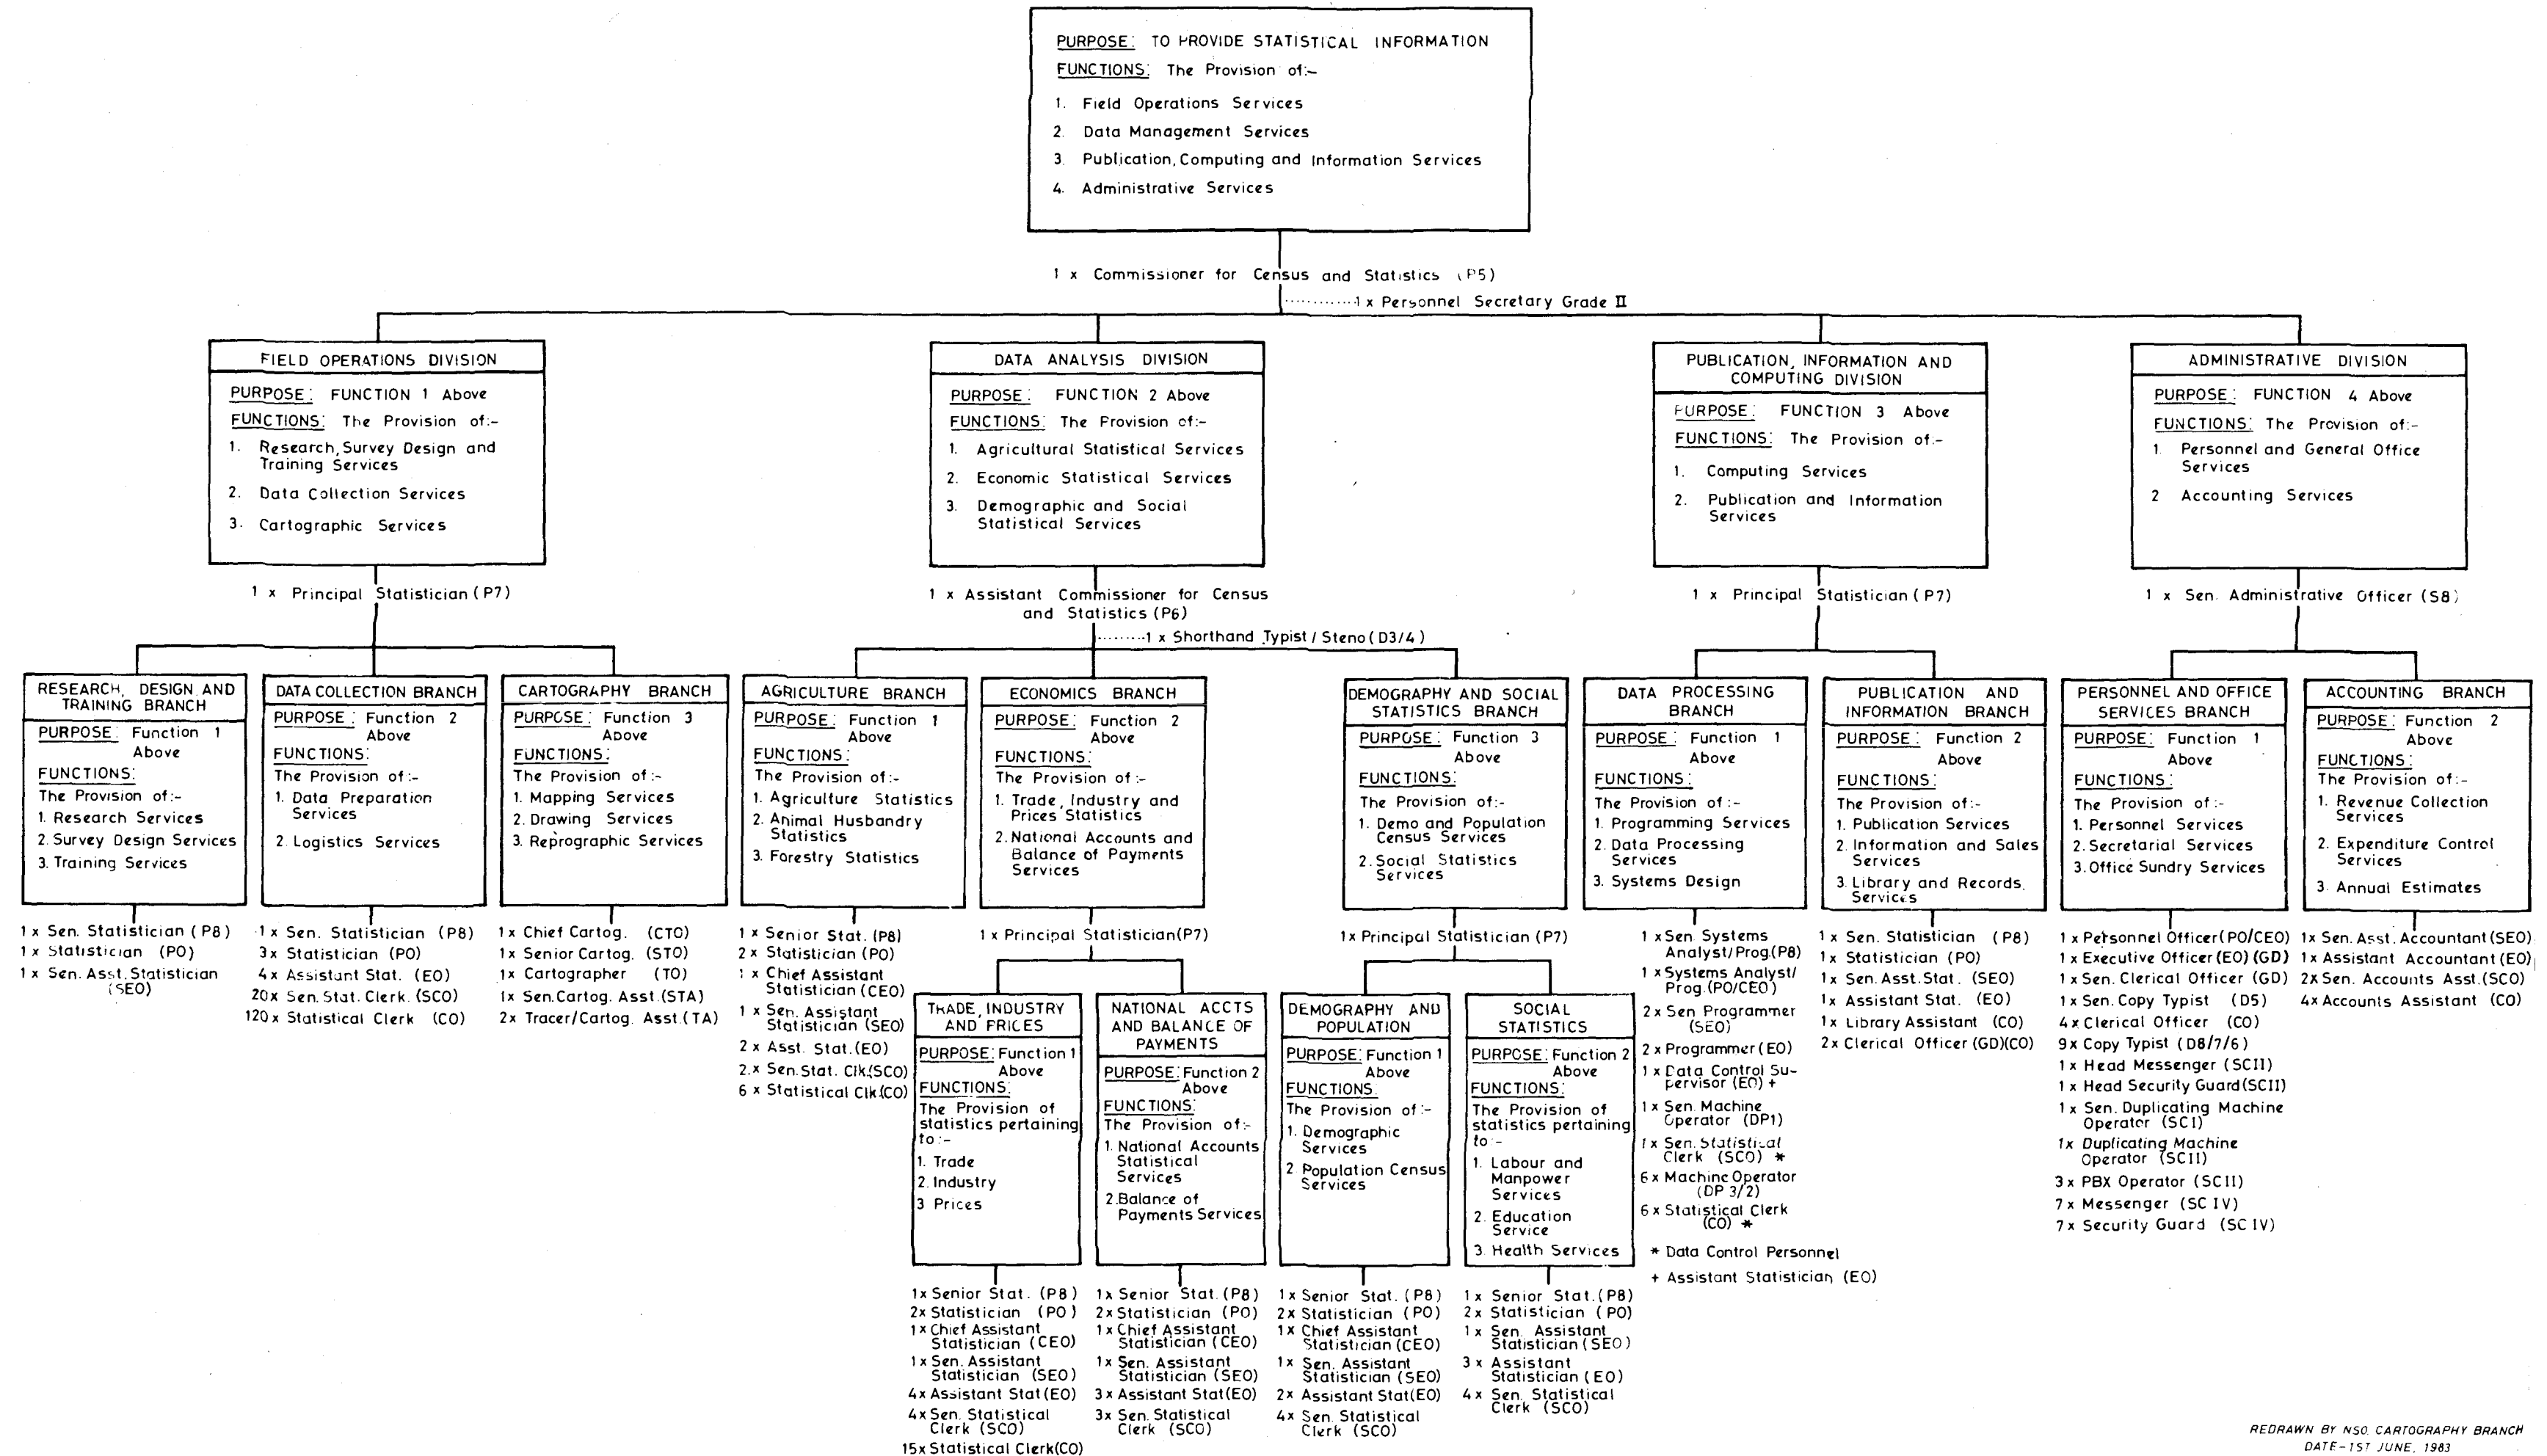 PURPOSE: TO PROVIDE STATISTICAL INFORMATION
FUNCTIONS: The Provision of:-
1. Field Operations Services
2. Data Management Services
3. Publication, Computing and Information Services
4. Administrative Services
1 x Commissioner for Census and Statistics (P5)
1 x Personnel Secretary Grade II
FIELD OPERATIONS DIVISION
PURPOSE: FUNCTION 1 Above
FUNCTIONS: The Provision of:-
1. Research, Survey Design and
Training Services
2. Data Collection Services
3. Cartographic Services
1 x Principal Statistician (P7)
DATA ANALYSIS DIVISION
PURPOSE: FUNCTION 2 Above
FUNCTIONS: The Provision of:-
1. Agricultural Statistical Services
2. Economic Statistical Services
3. Demographic and Social
Statistical Services
1 x Assistant Commissioner for Census
and Statistics (P6)
1 x Shorthand Typist / Steno (D3/4)
PUBLICATION, INFORMATION AND
COMPUTING DIVISION
PURPOSE: FUNCTION 3 Above
FUNCTIONS: The Provision of:-
1. Computing Services
2. Publication and Information
Services
1 x Principal Statistician (P7)
ADMINISTRATIVE DIVISION
PURPOSE: FUNCTION 4 Above
FUNCTIONS: The Provision of:-
1. Personnel and General Office
Services
2 Accounting Services
1 x Sen. Administrative Officer (S8)
RESEARCH, DESIGN AND
TRAINING BRANCH
PURPOSE: Function 1
Above
FUNCTIONS:
The Provision of:-
1. Research Services
2. Survey Design Services
3. Training Services
1 x Sen. Statistician (P8)
1 x Statistician (PO)
1 x Sen. Asst. Statistician
(SEO)
DATA COLLECTION BRANCH
PURPOSE: Function 2
Above
FUNCTIONS:
The Provision of:-
1. Data Preparation
Services
2. Logistics Services
1 x Sen. Statistician (P8)
3x Statistician (PO)
4x Assistant Stat. (EO)
20x Sen. Stat. Clerk. (SCO)
120x Statistical Clerk (CO)
CARTOGRAPHY BRANCH
PURPOSE: Function 3
Above
FUNCTIONS:
The Provision of:-
1. Mapping Services
2. Drawing Services
3. Reprographic Services
1x Chief Cartog. (CTO)
1x Senior Cartog. (STO)
1x Cartographer (TO)
1x Sen. Cartog. Asst. (STA)
2x Tracer/Cartog. Asst. (TA)
AGRICULTURE BRANCH
PURPOSE: Function 1
Above
FUNCTIONS:
The Provision of:-
1. Agriculture Statistics
2. Animal Husbandry
Statistics
3. Forestry Statistics
1 x Senior Stat. (P8)
2 x Statistician (PO)
1 x Chief Assistant
Statistician (CEO)
1 x Sen. Assistant
Statistician (SEO)
2 x Asst. Stat. (EO)
2.x Sen. Stat. Clk. (SCO)
6 x Statistical Clk. (CO)
ECONOMICS BRANCH
PURPOSE: Function 2
Above
FUNCTIONS:
The Provision of:-
1. Trade, Industry and
Prices Statistics
2. National Accounts and
Balance of Payments
Services
1 x Principal Statistician (P7)
DEMOGRAPHY AND SOCIAL
STATISTICS BRANCH
PURPOSE: Function 3
Above
FUNCTIONS:
The Provision of:-
1. Demo and Population
Census Services
2. Social Statistics
Services
1x Principal Statistician (P7)
DATA PROCESSING
BRANCH
PURPOSE: Function 1
Above
FUNCTIONS:
The Provision of:-
1. Programming Services
2. Data Processing
Services
3. Systems Design
1 x Sen. Systems
Analyst/Prog. (P8)
1 x Systems Analyst/
Prog. (PO/CEO)
2x Sen Programmer
(SEO)
2 x Programmer (EO)
1 x Data Control Su-
pervisor (EO) +
1x Sen. Machine
Operator (DP1)
1 x Sen. Statistical
Clerk (SCO) *
6 x Machine Operator
(DP 3/2)
6 x Statistical Clerk
(CO) *
* Data Control Personnel
+ Assistant Statistician (EO)
PUBLICATION AND
INFORMATION BRANCH
PURPOSE: Function 2
Above
FUNCTIONS:
The Provision of:-
1. Publication Services
2. Information and Sales
Services
3. Library and Records
Services
1 x Sen. Statistician (P8)
1x Statistician (PO)
1x Sen. Asst. Stat. (SEO)
1x Assistant Stat. (EO)
1x Library Assistant (CO)
2x Clerical Officer (GD)(CO)
PERSONNEL AND OFFICE
SERVICES BRANCH
PURPOSE: Function 1
Above
FUNCTIONS:
The Provision of:-
1. Personnel Services
2. Secretarial Services
3. Office Sundry Services
1 x Personnel Officer (PO/CEO)
1 x Executive Officer (EO) (GD)
1 x Sen. Clerical Officer (GD)
1 x Sen. Copy Typist (D5)
4x Clerical Officer (CO)
9x Copy Typist (D8/7/6)
1x Head Messenger (SCII)
1x Head Security Guard (SCII)
1 x Sen. Duplicating Machine
Operator (SCI)
1x Duplicating Machine
Operator (SCII)
3x PBX Operator (SCII)
7 x Messenger (SC IV)
7 x Security Guard (SC IV)
ACCOUNTING BRANCH
PURPOSE: Function 2
Above
FUNCTIONS:
The Provision of:-
1. Revenue Collection
Services
2. Expenditure Control
Services
3. Annual Estimates
1x Sen. Asst. Accountant (SEO)
1x Assistant Accountant (EO)
2x Sen. Accounts Asst. (SCO)
4x Accounts Assistant (CO)
TRADE, INDUSTRY
AND PRICES
PURPOSE: Function 1
Above
FUNCTIONS:
The Provision of
statistics pertaining
to:-
1. Trade
2. Industry
3 Prices
1x Senior Stat. (P8)
2x Statistician (PO)
1 x Chief Assistant
Statistician (CEO)
1x Sen. Assistant
Statistician (SEO)
4x Assistant Stat (EO)
4x Sen. Statistical
Clerk (SCO)
15x Statistical Clerk (CO)
NATIONAL ACCTS
AND BALANCE OF
PAYMENTS
PURPOSE: Function 2
Above
FUNCTIONS:
The Provision of:-
1. National Accounts
Statistical
Services
2. Balance of
Payments Services
1x Senior Stat. (P8)
2x Statistician (PO)
1x Chief Assistant
Statistician (CEO)
1x Sen. Assistant
Statistician (SEO)
3x Assistant Stat (EO)
3x Sen. Statistical
Clerk (SCO)
DEMOGRAPHY AND
POPULATION
PURPOSE: Function 1
Above
FUNCTIONS.
The Provision of:-
1. Demographic
Services
2 Population Census
Services
1x Senior Stat. (P8)
2x Statistician (PO)
1x Chief Assistant
Statistician (CEO)
1x Sen. Assistant
Statistician (SEO)
2x Assistant Stat (EO)
4x Sen. Statistical
Clerk (SCO)
SOCIAL
STATISTICS
PURPOSE: Function 2
Above
FUNCTIONS:
The Provision of
statistics pertaining
to:-
1. Labour and
Manpower
Services
2. Education
Service
3. Health Services
1 x Senior Stat. (P8)
2x Statistician (PO)
1x Sen. Assistant
Statistician (SEO)
3 x Assistant
Statistician (EO)
4x Sen. Statistical
Clerk (SCO)
REDRAWN BY NSO. CARTOGRAPHY BRANCH
DATE - 1ST JUNE, 1983